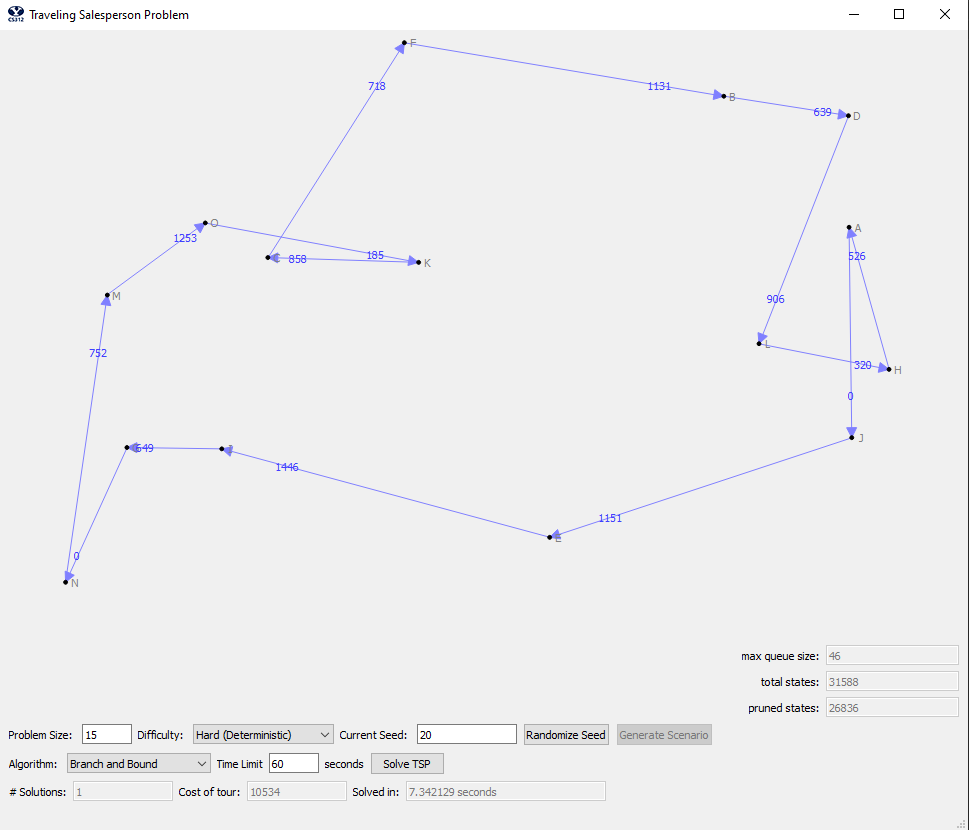 CS312 Traveling Salesperson Problem
F
718
1131
B
639
D
O
1253
A
526
858
185
K
M
906
752
L
320
H
0
J
549
1446
1151
0
N
max queue size: 46
total states: 31588
pruned states: 26836
Problem Size: 15 Difficulty: Hard (Deterministic) Current Seed: 20 Randomize Seed Generate Scenario
Algorithm: Branch and Bound Time Limit 60 seconds Solve TSP
# Solutions: 1 Cost of tour: 10534 Solved in: 7.342129 seconds